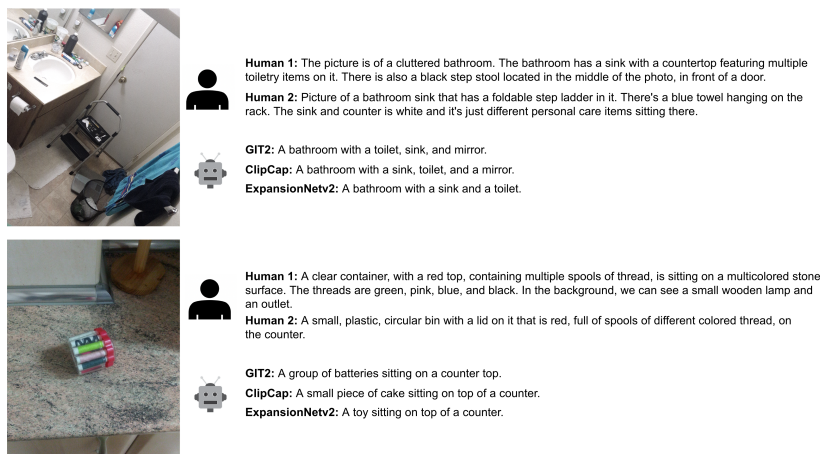 Human 1: The picture is of a cluttered bathroom. The bathroom has a sink with a countertop featuring multiple
toiletry items on it. There is also a black step stool located in the middle of the photo, in front of a door.
Human 2: Picture of a bathroom sink that has a foldable step ladder in it. There's a blue towel hanging on the
rack. The sink and counter is white and it's just different personal care items sitting there.
GIT2: A bathroom with a toilet, sink, and mirror.
ClipCap: A bathroom with a sink, toilet, and a mirror.
ExpansionNetv2: A bathroom with a sink and a toilet.
Human 1: A clear container, with a red top, containing multiple spools of thread, is sitting on a multicolored stone
surface. The threads are green, pink, blue, and black. In the background, we can see a small wooden lamp and
an outlet.
Human 2: A small, plastic, circular bin with a lid on it that is red, full of spools of different colored thread, on
the counter.
GIT2: A group of batteries sitting on a counter top.
ClipCap: A small piece of cake sitting on top of a counter.
ExpansionNetv2: A toy sitting on top of a counter.